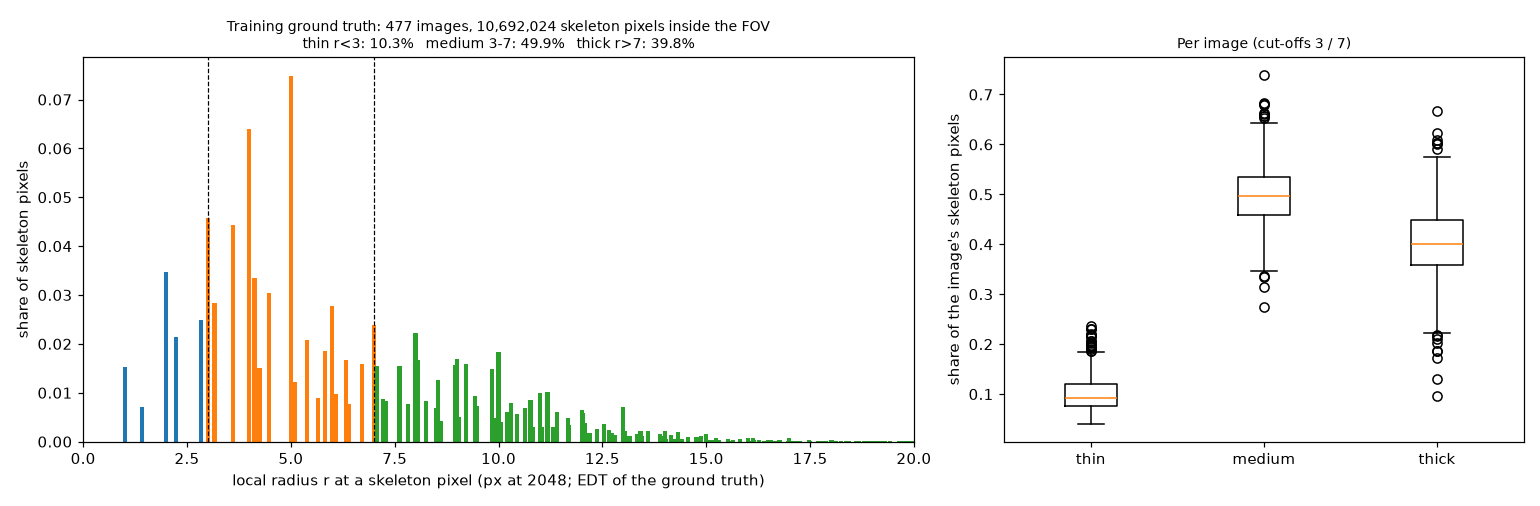 Training ground truth: 477 images, 10,692,024 skeleton pixels inside the FOV
thin r<3: 10.3%  medium 3-7: 49.9%  thick r>7: 39.8%
share of skeleton pixels
0.07
0.06
0.05
0.04
0.03
0.02
0.01
0.00
0.0 2.5 5.0 7.5 10.0 12.5 15.0 17.5 20.0
local radius r at a skeleton pixel (px at 2048; EDT of the ground truth)
Per image (cut-offs 3 / 7)
share of the image's skeleton pixels
0.7
0.6
0.5
0.4
0.3
0.2
0.1
thin medium thick